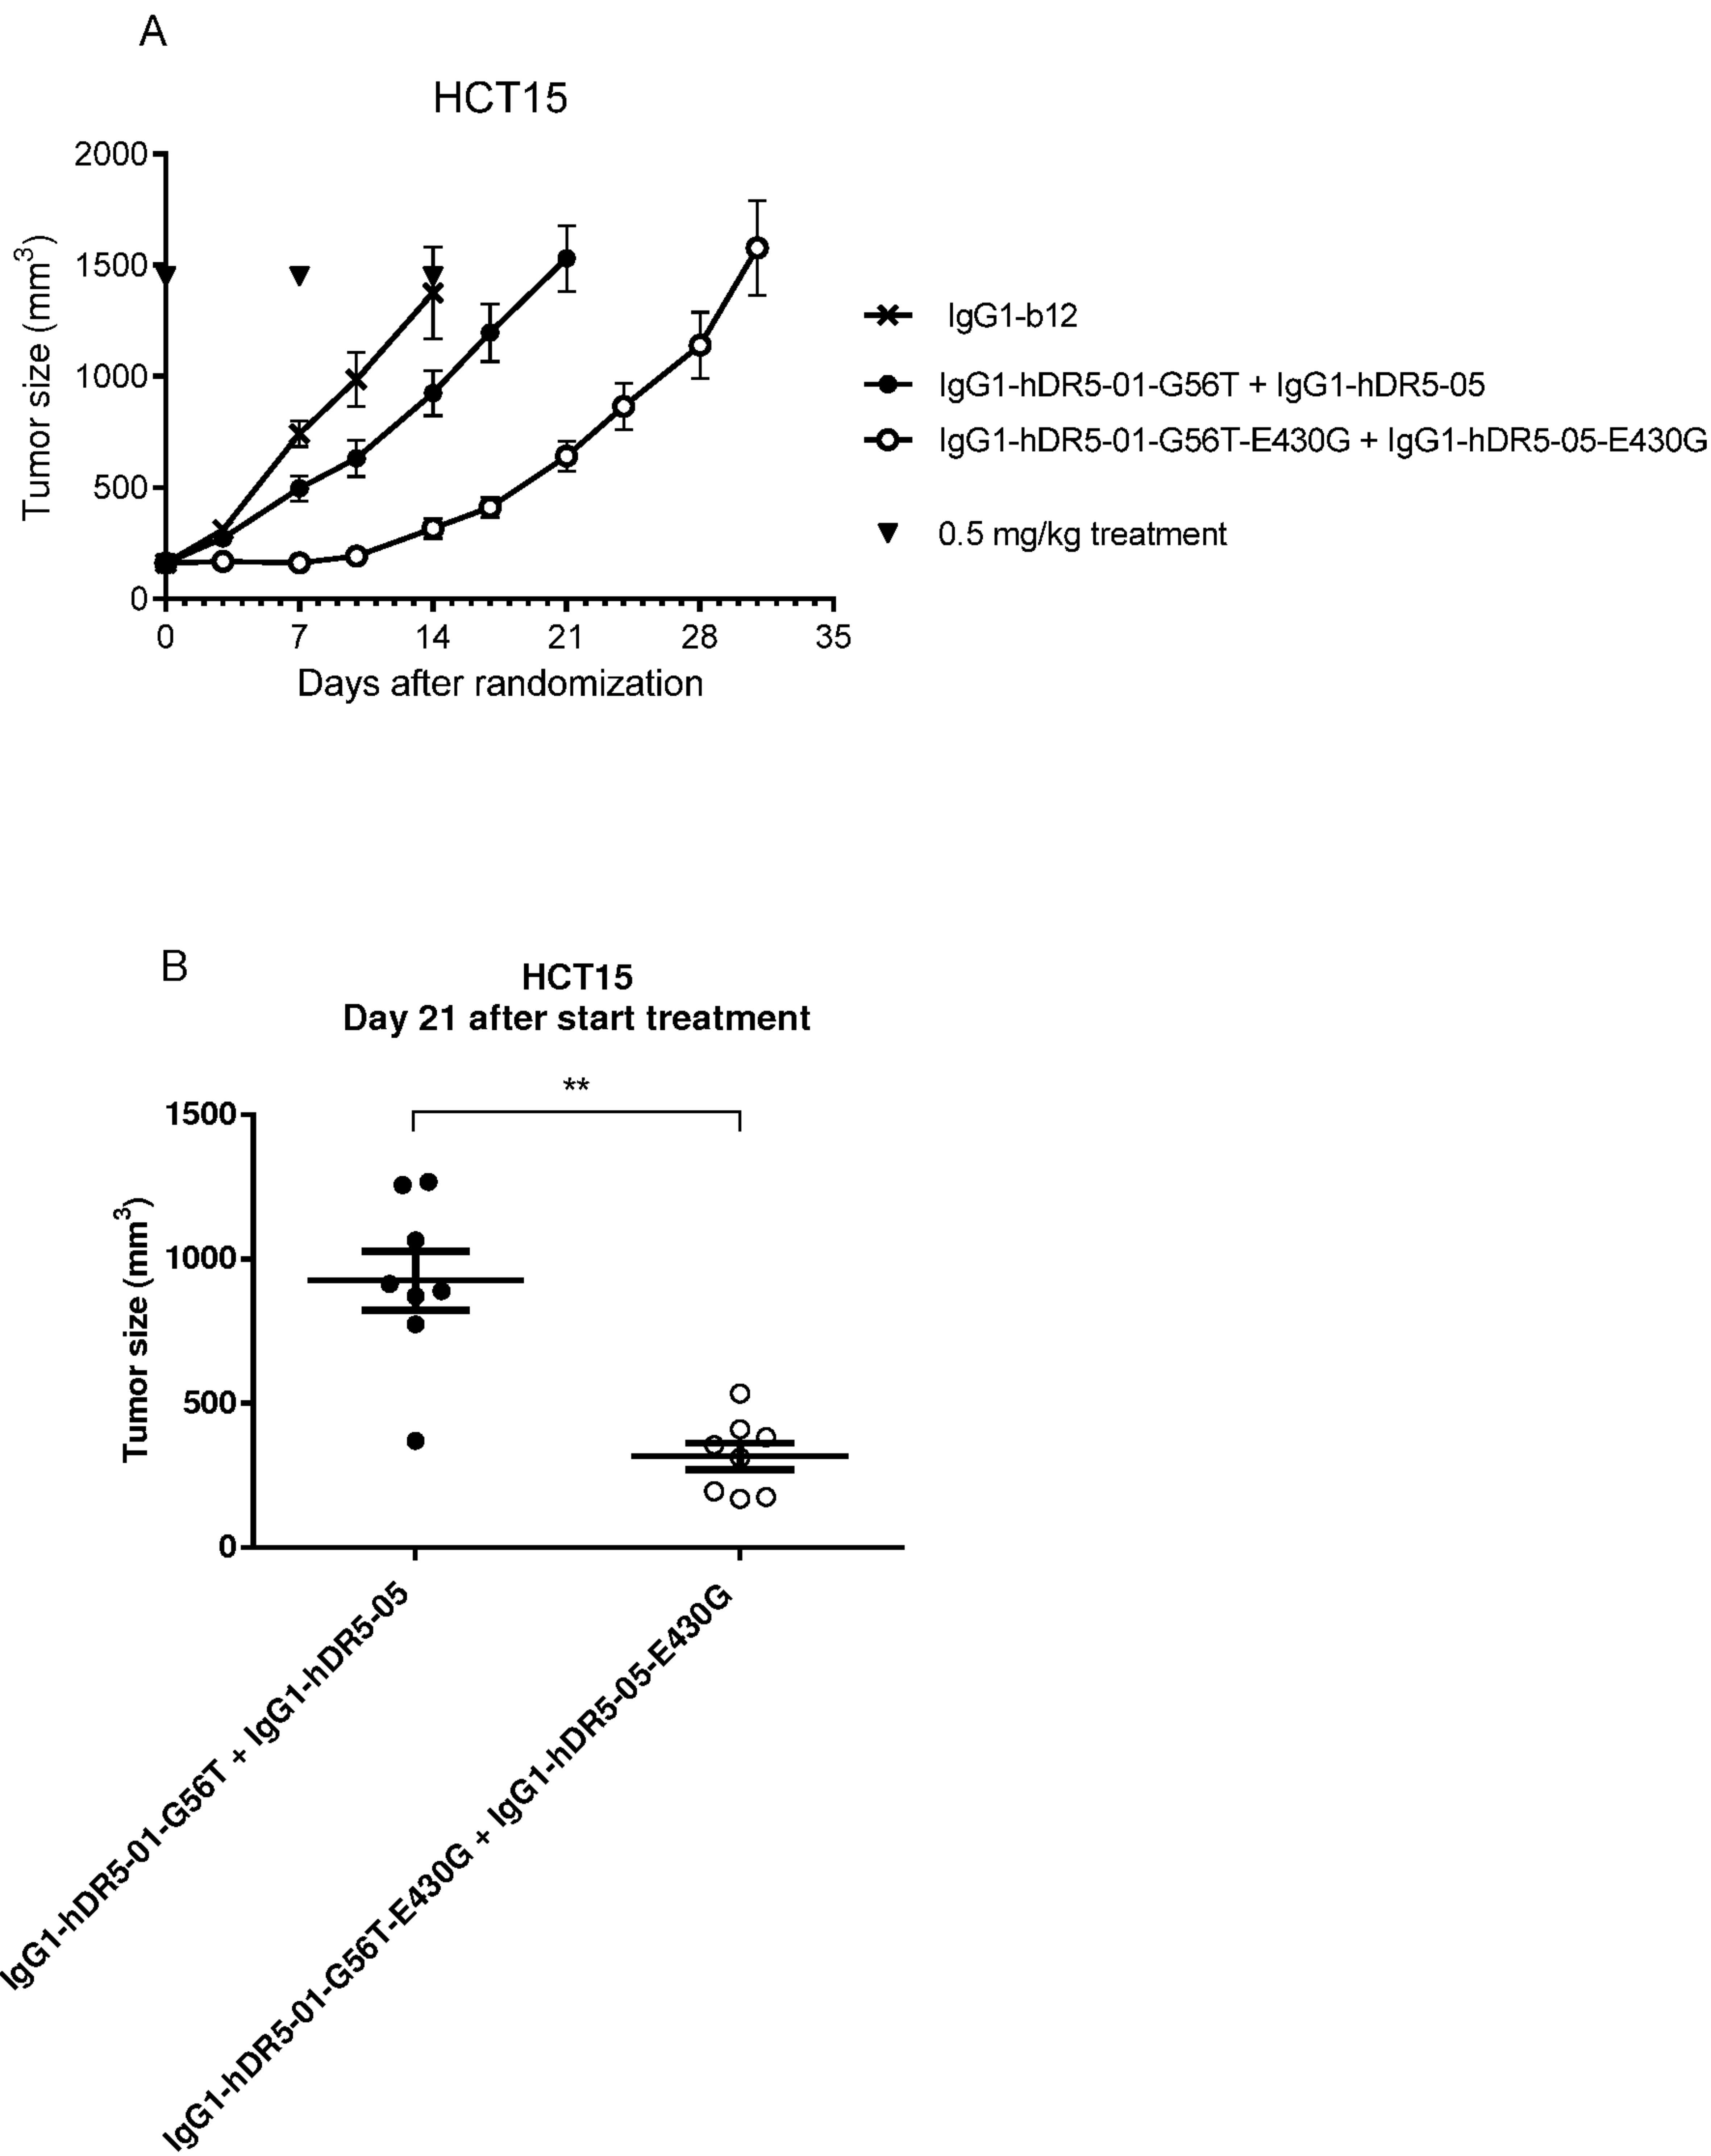 A
HCT15
2000
1500
1000
500
0
Tumor size (mm³)
0 7 14 21 28 35
Days after randomization
IgG1-b12
IgG1-hDR5-01-G56T + IgG1-hDR5-05
IgG1-hDR5-01-G56T-E430G + IgG1-hDR5-05-E430G
0.5 mg/kg treatment
B
HCT15
Day 21 after start treatment
**
1500
1000
500
0
Tumor size (mm³)
IgG1-hDR5-01-G56T + IgG1-hDR5-05
IgG1-hDR5-01-G56T-E430G + IgG1-hDR5-05-E430G